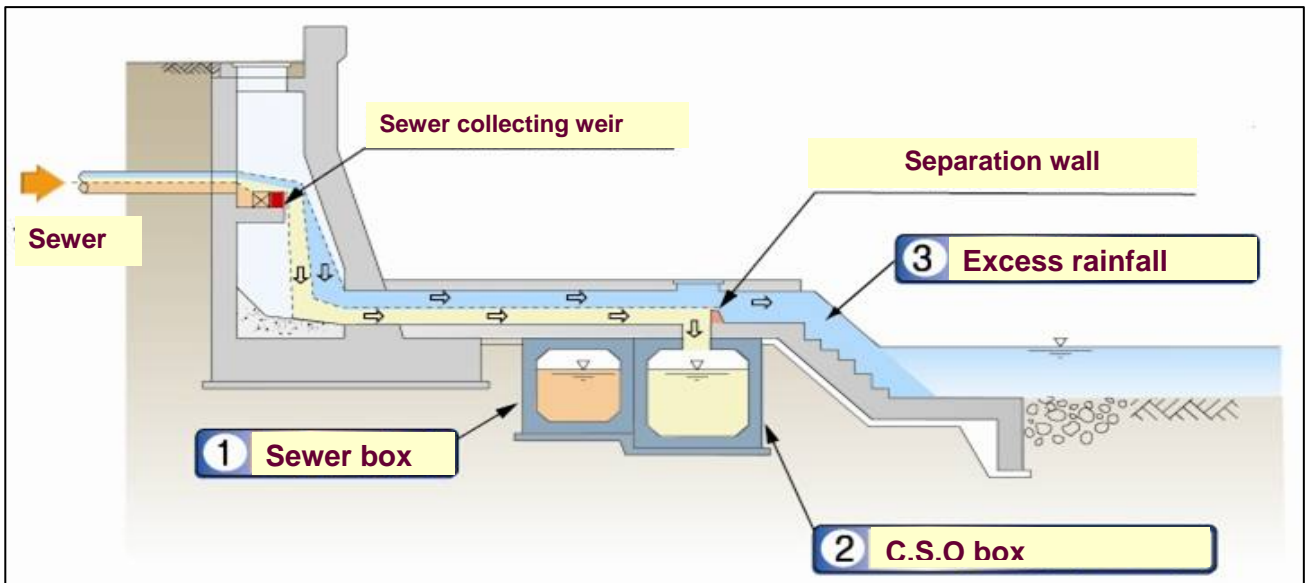 Sewer collecting weir
Separation wall
Sewer
3 Excess rainfall
1 Sewer box
2 C.S.O box